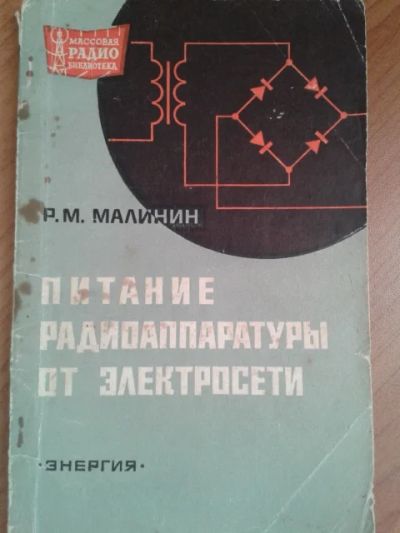 МАССОВАЯ
РАДИО
БИБЛИОТЕКА
Р.М. МАЛИНИН
ПИТАНИЕ
РАДИОАППАРАТУРЫ
ОТ ЭЛЕКТРОСЕТИ
·ЭНЕРГИЯ·